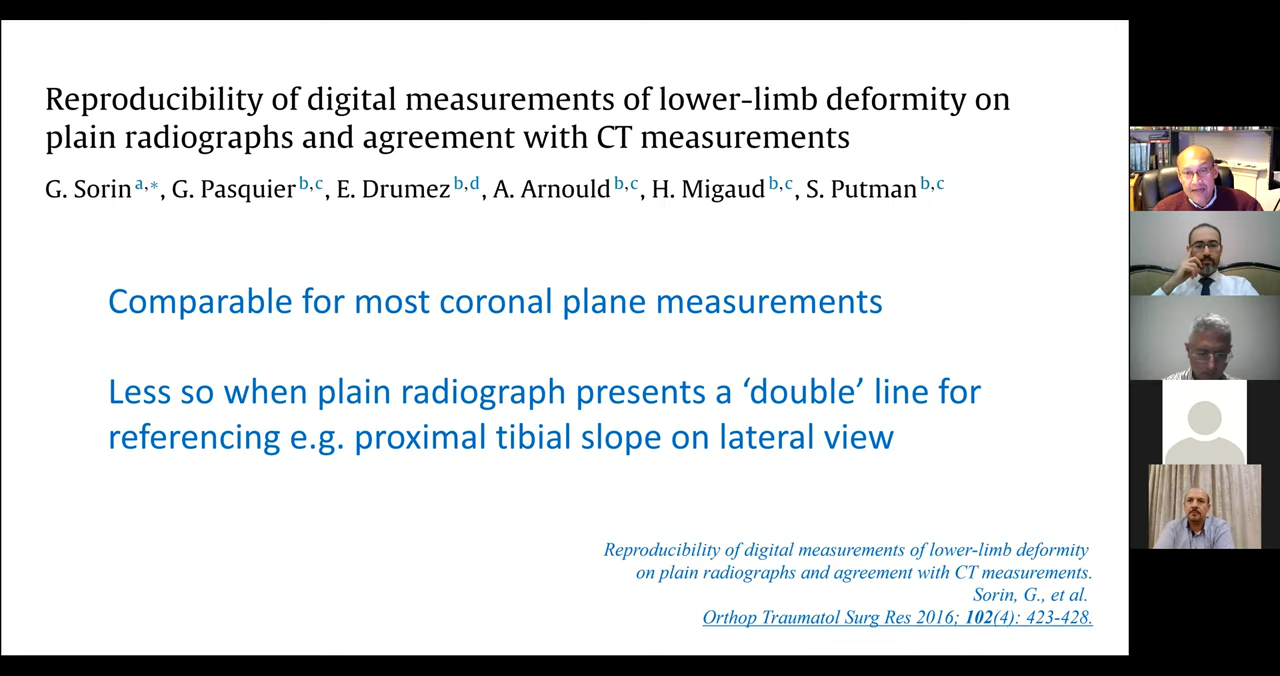 Reproducibility of digital measurements of lower-limb deformity on
plain radiographs and agreement with CT measurements
G. Sorin a,*, G. Pasquier b,c, E. Drumez b,d, A. Arnould b,c, H. Migaud b,c, S. Putman b,c
Comparable for most coronal plane measurements
Less so when plain radiograph presents a ‘double’ line for
referencing e.g. proximal tibial slope on lateral view
Reproducibility of digital measurements of lower-limb deformity
on plain radiographs and agreement with CT measurements.
Sorin, G., et al.
Orthop Traumatol Surg Res 2016; 102(4): 423-428.